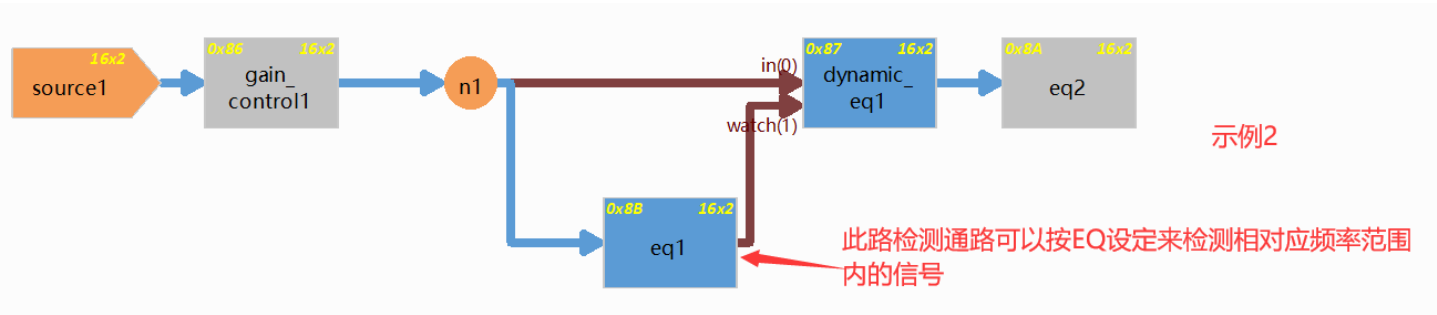 16x2
source1
0x86
16x2
gain_
control1
n1
in(0)
watch(1)
0x87
16x2
dynamic_
eq1
0x8A
16x2
eq2
示例2
0x8B
16x2
eq1
此路检测通路可以按EQ设定来检测相对应频率范围
内的信号